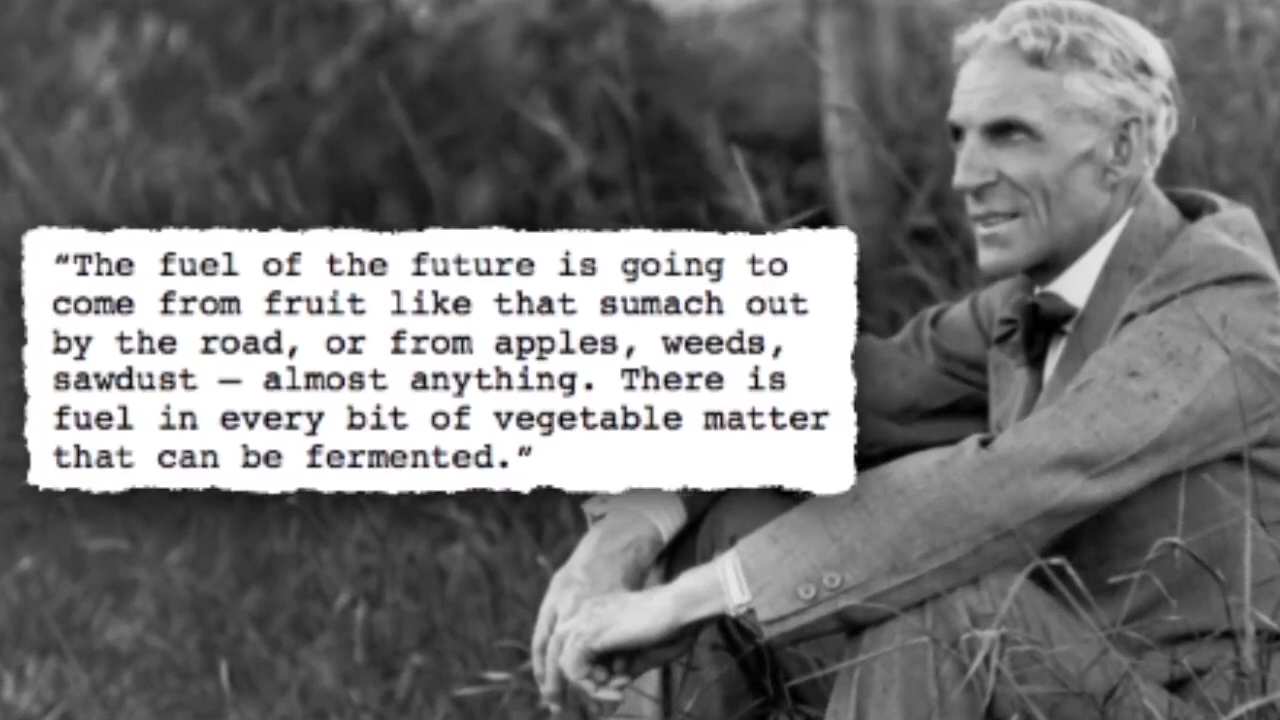 “The fuel of the future is going to
come from fruit like that sumach out
by the road, or from apples, weeds,
sawdust — almost anything. There is
fuel in every bit of vegetable matter
that can be fermented.”